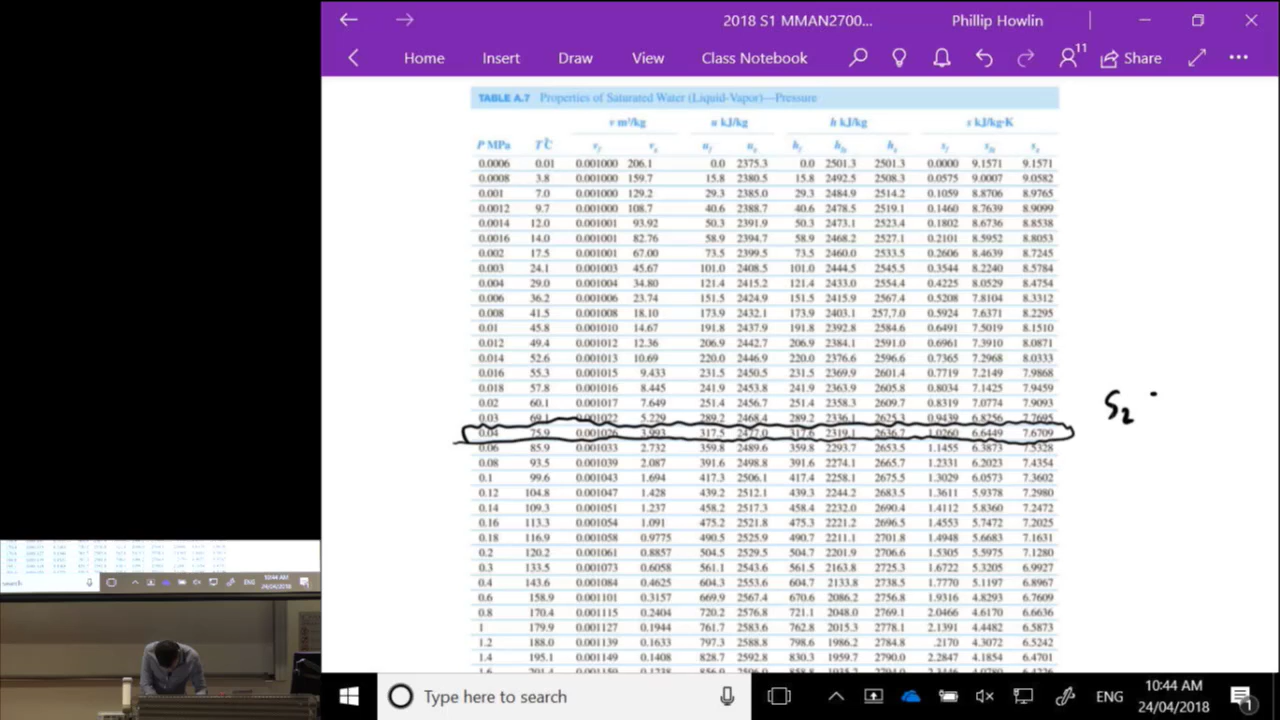 2018 S1 MMAN2700... Phillip Howlin
Home Insert Draw View Class Notebook 11 Share
TABLE A.7 Properties of Saturated Water (Liquid-Vapor)—Pressure
v m³/kg u kJ/kg h kJ/kg s kJ/kg·K
P MPa T°C vf vg uf ug hf hfg hg sf sfg sg
0.0006 0.01 0.001000 206.1 0.0 2375.3 0.0 2501.3 2501.3 0.0000 9.1571 9.1571
0.0008 3.8 0.001000 159.7 15.8 2380.5 15.8 2492.5 2508.3 0.0575 9.0007 9.0582
0.001 7.0 0.001000 129.2 29.3 2385.0 29.3 2484.9 2514.2 0.1059 8.8706 8.9765
0.0012 9.7 0.001000 108.7 40.6 2388.7 40.6 2478.5 2519.1 0.1460 8.7639 8.9099
0.0014 12.0 0.001001 93.92 50.3 2391.9 50.3 2473.1 2523.4 0.1802 8.6736 8.8538
0.0016 14.0 0.001001 82.76 58.9 2394.7 58.9 2468.2 2527.1 0.2101 8.5952 8.8053
0.002 17.5 0.001001 67.00 73.5 2399.5 73.5 2460.0 2533.5 0.2606 8.4639 8.7245
0.003 24.1 0.001003 45.67 101.0 2408.5 101.0 2444.5 2545.5 0.3544 8.2240 8.5784
0.004 29.0 0.001004 34.80 121.4 2415.2 121.4 2433.0 2554.4 0.4225 8.0529 8.4754
0.006 36.2 0.001006 23.74 151.5 2424.9 151.5 2415.9 2567.4 0.5208 7.8104 8.3312
0.008 41.5 0.001008 18.10 173.9 2432.1 173.9 2403.1 257,7.0 0.5924 7.6371 8.2295
0.01 45.8 0.001010 14.67 191.8 2437.9 191.8 2392.8 2584.6 0.6491 7.5019 8.1510
0.012 49.4 0.001012 12.36 206.9 2442.7 206.9 2384.1 2591.0 0.6961 7.3910 8.0871
0.014 52.6 0.001013 10.69 220.0 2446.9 220.0 2376.6 2596.6 0.7365 7.2968 8.0333
0.016 55.3 0.001015 9.433 231.5 2450.5 231.5 2369.9 2601.4 0.7719 7.2149 7.9868
0.018 57.8 0.001016 8.445 241.9 2453.8 241.9 2363.9 2605.8 0.8034 7.1425 7.9459
0.02 60.1 0.001017 7.649 251.4 2456.7 251.4 2358.3 2609.7 0.8319 7.0774 7.9093
0.03 69.1 0.001022 5.229 289.2 2468.4 289.2 2336.1 2625.3 0.9439 6.8256 7.7695
S2
0.04 75.9 0.001026 3.993 317.5 2477.0 317.6 2319.1 2636.7 1.0260 6.6449 7.6709
0.06 85.9 0.001033 2.732 359.8 2489.6 359.8 2293.7 2653.5 1.1455 6.3873 7.5328
0.08 93.5 0.001039 2.087 391.6 2498.8 391.6 2274.1 2665.7 1.2331 6.2023 7.4354
0.1 99.6 0.001043 1.694 417.3 2506.1 417.4 2258.1 2675.5 1.3029 6.0573 7.3602
0.12 104.8 0.001047 1.428 439.2 2512.1 439.3 2244.2 2683.5 1.3611 5.9378 7.2980
0.14 109.3 0.001051 1.237 458.2 2517.3 458.4 2232.0 2690.4 1.4112 5.8360 7.2472
0.16 113.3 0.001054 1.091 475.2 2521.8 475.3 2221.2 2696.5 1.4553 5.7472 7.2025
0.18 116.9 0.001058 0.9775 490.5 2525.9 490.7 2211.1 2701.8 1.4948 5.6683 7.1631
0.2 120.2 0.001061 0.8857 504.5 2529.5 504.7 2201.9 2706.6 1.5305 5.5975 7.1280
0.3 133.5 0.001073 0.6058 561.1 2543.6 561.5 2163.8 2725.3 1.6722 5.3205 6.9927
0.4 143.6 0.001084 0.4625 604.3 2553.6 604.7 2133.8 2738.5 1.7770 5.1197 6.8967
0.6 158.9 0.001101 0.3157 669.9 2567.4 670.6 2086.2 2756.8 1.9316 4.8293 6.7609
0.8 170.4 0.001115 0.2404 720.2 2576.8 721.1 2048.0 2769.1 2.0466 4.6170 6.6636
1 179.9 0.001127 0.1944 761.7 2583.6 762.8 2015.3 2778.1 2.1391 4.4482 6.5873
1.2 188.0 0.001139 0.1633 797.3 2588.8 798.6 1986.2 2784.8 .2170 4.3072 6.5242
1.4 195.1 0.001149 0.1408 828.7 2592.8 830.3 1959.7 2790.0 2.2847 4.1854 6.4701
Type here to search ENG 10:44 AM
24/04/2018 1